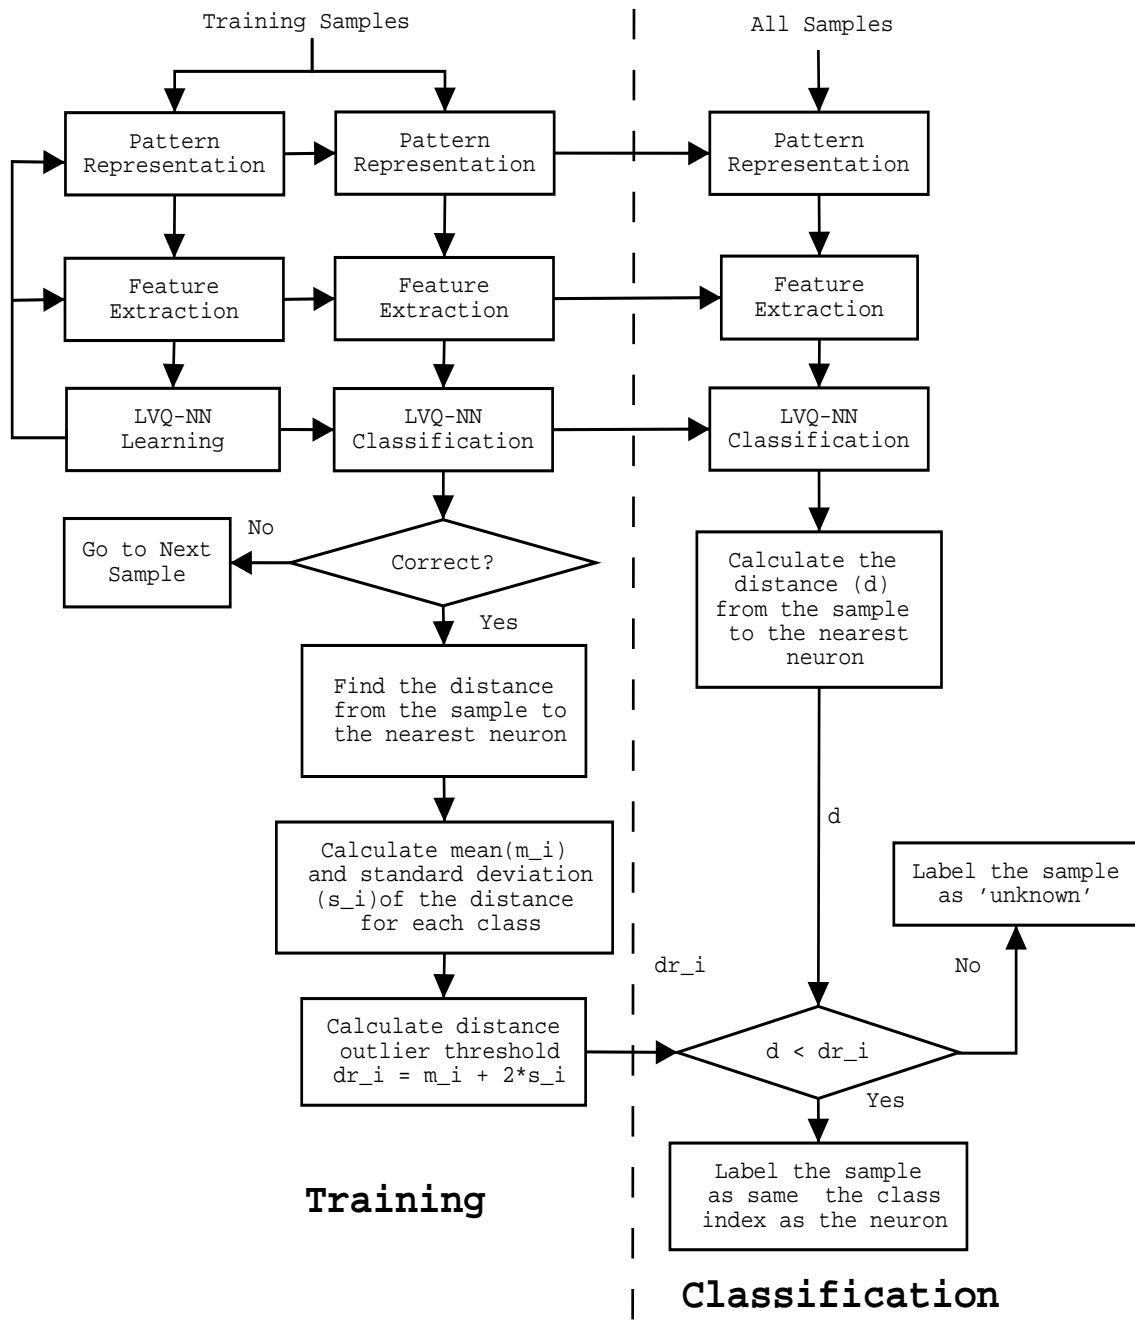 Training Samples
All Samples
Pattern
Representation
Pattern
Representation
Pattern
Representation
Feature
Extraction
Feature
Extraction
Feature
Extraction
LVQ-NN
Learning
LVQ-NN
Classification
LVQ-NN
Classification
No
Go to Next
Sample
Correct?
Yes
Calculate the
distance (d)
from the sample
to the nearest
neuron
Find the distance
from the sample to
the nearest neuron
d
Calculate mean(m_i)
and standard deviation
(s_i)of the distance
for each class
Label the sample
as 'unknown'
dr_i
No
Calculate distance
outlier threshold
dr_i = m_i + 2*s_i
d < dr_i
Yes
Label the sample
as same the class
index as the neuron
Training
Classification